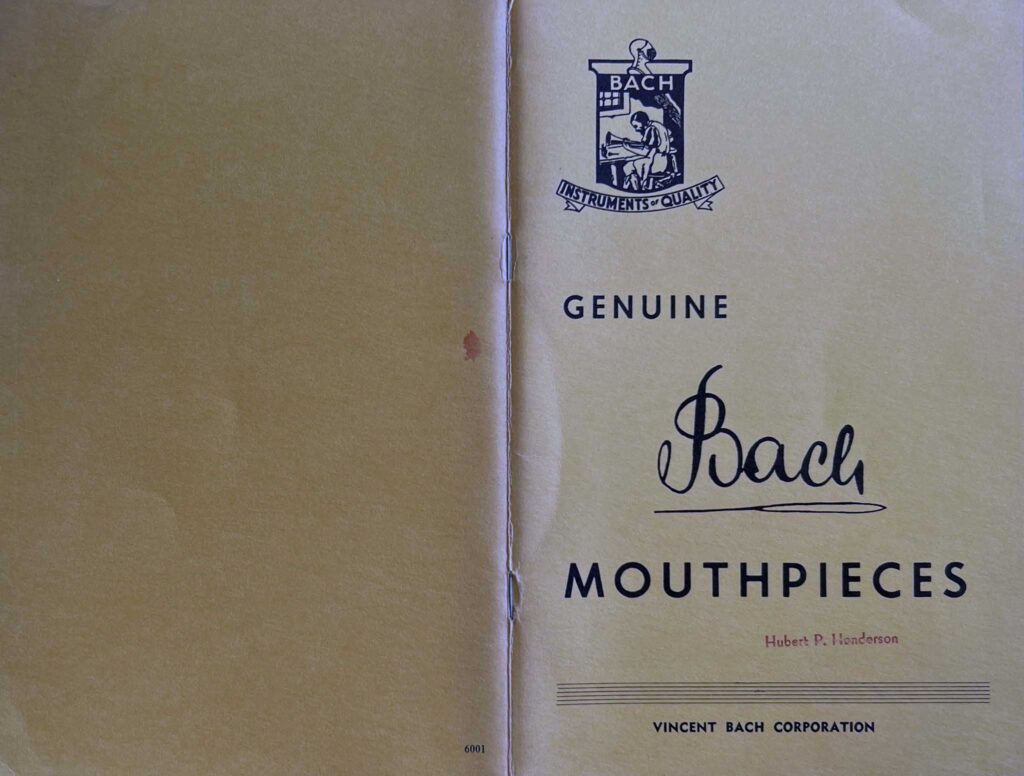 6001
BACH
INSTRUMENTS OF QUALITY
GENUINE
Bach
MOUTHPIECES
Hubert P. Henderson
VINCENT BACH CORPORATION